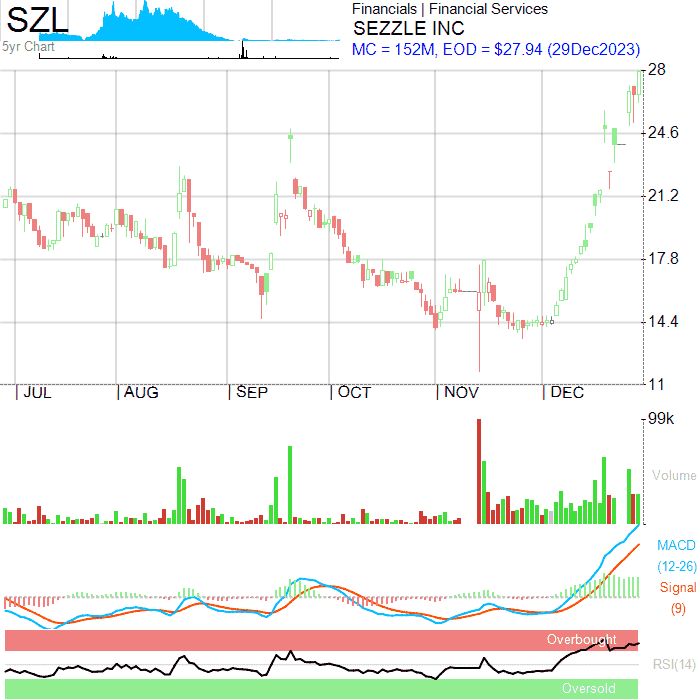 SZL
5yr Chart
Financials | Financial Services
SEZZLE INC
MC = 152M, EOD = $27.94 (29Dec2023)
28
24.6
21.2
17.8
14.4
11
JUL AUG SEP OCT NOV DEC
99k
Volume
MACD
(12-26)
Signal
(9)
Overbought
RSI(14)
Oversold